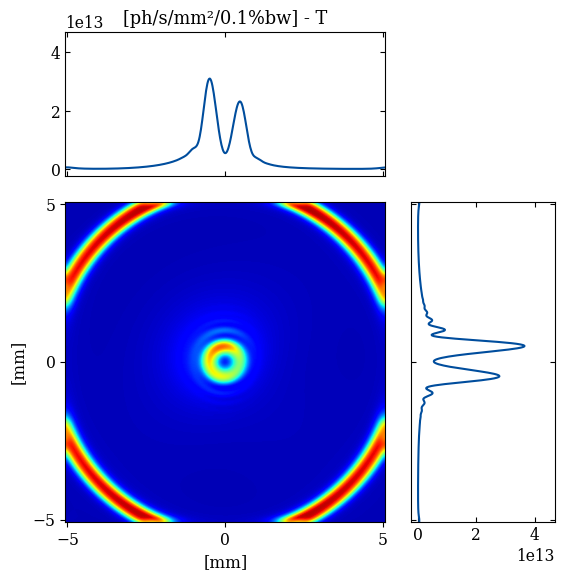 [ph/s/mm²/0.1%bw] - T
1e13
4
2
0
5
0
−5
[mm]
−5 0 5
[mm]
0 2 4
1e13